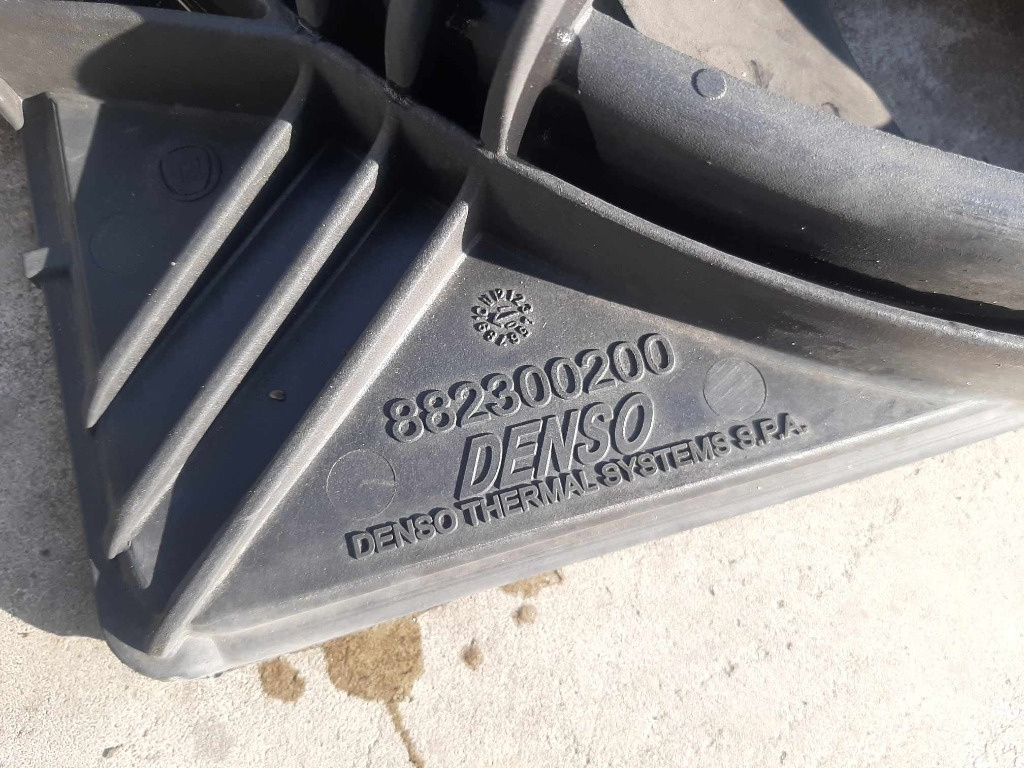 882300200
DENSO
DENSO THERMAL SYSTEMS S.P.A.